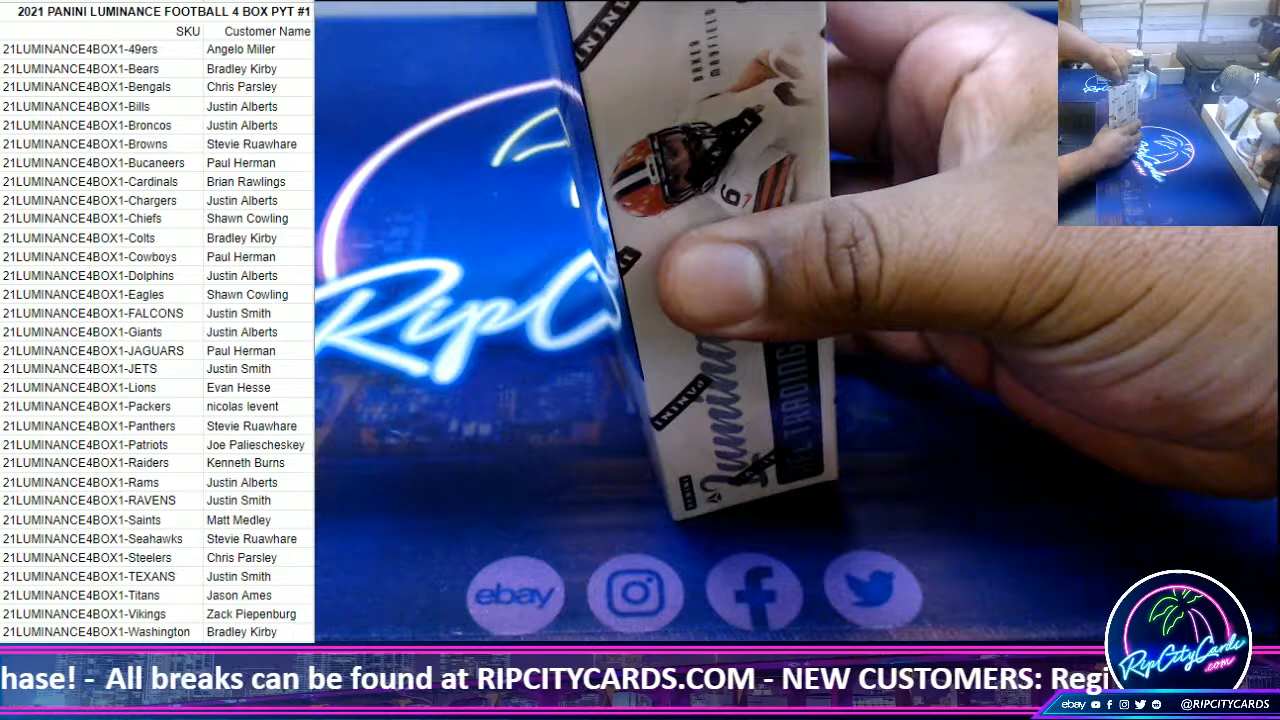 2021 PANINI LUMINANCE FOOTBALL 4 BOX PYT #1
SKU Customer Name
21LUMINANCE4BOX1-49ers Angelo Miller
21LUMINANCE4BOX1-Bears Bradley Kirby
21LUMINANCE4BOX1-Bengals Chris Parsley
21LUMINANCE4BOX1-Bills Justin Alberts
21LUMINANCE4BOX1-Broncos Justin Alberts
21LUMINANCE4BOX1-Browns Stevie Ruawhare
21LUMINANCE4BOX1-Bucaneers Paul Herman
21LUMINANCE4BOX1-Cardinals Brian Rawlings
21LUMINANCE4BOX1-Chargers Justin Alberts
21LUMINANCE4BOX1-Chiefs Shawn Cowling
21LUMINANCE4BOX1-Colts Bradley Kirby
21LUMINANCE4BOX1-Cowboys Paul Herman
21LUMINANCE4BOX1-Dolphins Justin Alberts
21LUMINANCE4BOX1-Eagles Shawn Cowling
21LUMINANCE4BOX1-FALCONS Justin Smith
21LUMINANCE4BOX1-Giants Justin Alberts
21LUMINANCE4BOX1-JAGUARS Paul Herman
21LUMINANCE4BOX1-JETS Justin Smith
21LUMINANCE4BOX1-Lions Evan Hesse
21LUMINANCE4BOX1-Packers nicolas levent
21LUMINANCE4BOX1-Panthers Stevie Ruawhare
21LUMINANCE4BOX1-Patriots Joe Paliescheskey
21LUMINANCE4BOX1-Raiders Kenneth Burns
21LUMINANCE4BOX1-Rams Justin Alberts
21LUMINANCE4BOX1-RAVENS Justin Smith
21LUMINANCE4BOX1-Saints Matt Medley
21LUMINANCE4BOX1-Seahawks Stevie Ruawhare
21LUMINANCE4BOX1-Steelers Chris Parsley
21LUMINANCE4BOX1-TEXANS Justin Smith
21LUMINANCE4BOX1-Titans Jason Ames
21LUMINANCE4BOX1-Vikings Zack Piepenburg
21LUMINANCE4BOX1-Washington Bradley Kirby
BAKER
MAYFIELD
RipC
PANINI
Lumina
TRADING
PANINI
ebay
RipCityCards
.com
hase! - All breaks can be found at RIPCITYCARDS.COM - NEW CUSTOMERS: Regi
ebay @RIPCITYCARDS